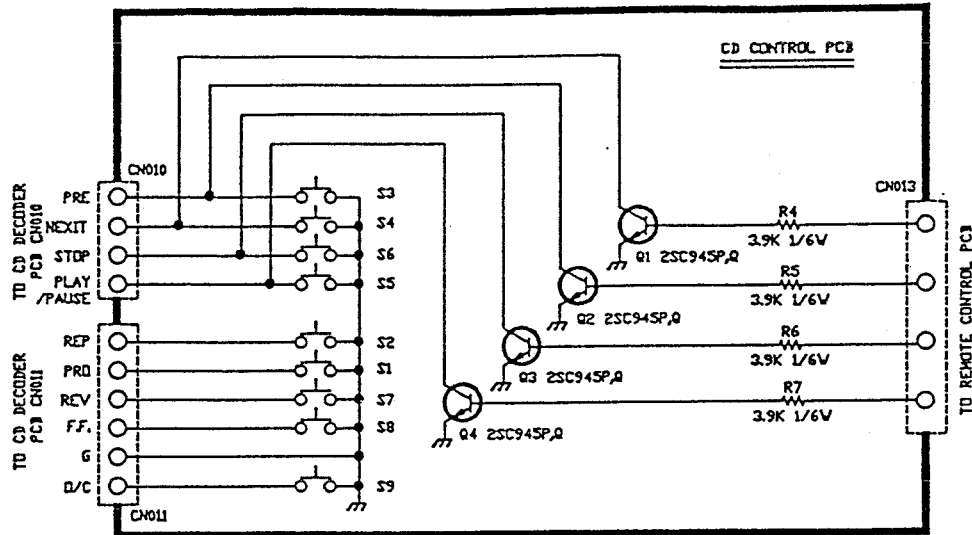 CD CONTROL PCB
CN010
TO CD DECODER
PCB CN010
PRE
NEXIT
STOP
PLAY
/PAUSE
S3
S4
S6
S5
TO CD DECODER
PCB CN011
REP
PRO
REV
F.F.
G
O/C
CN011
S2
S1
S7
S8
S9
Q1 2SC945P,Q
Q2 2SC945P,Q
Q3 2SC945P,Q
Q4 2SC945P,Q
R4
3.9K 1/6W
R5
3.9K 1/6W
R6
3.9K 1/6W
R7
3.9K 1/6W
CN013
TO REMOTE CONTROL PCB